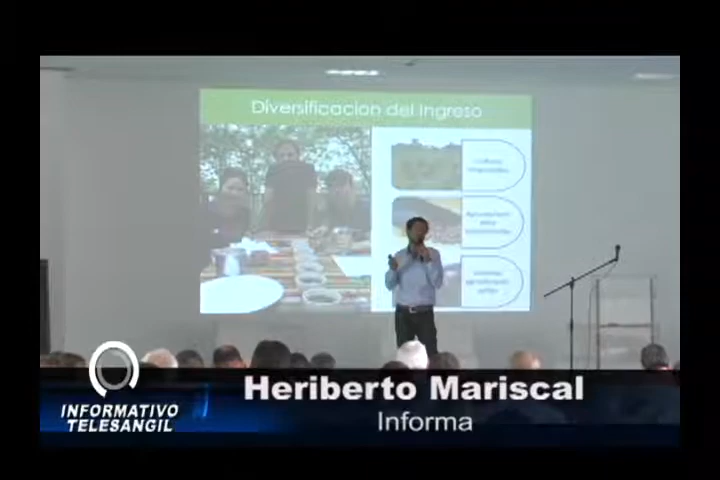 Diversificacion del Ingreso
Heriberto Mariscal
Informa
INFORMATIVO
TELESANGIL